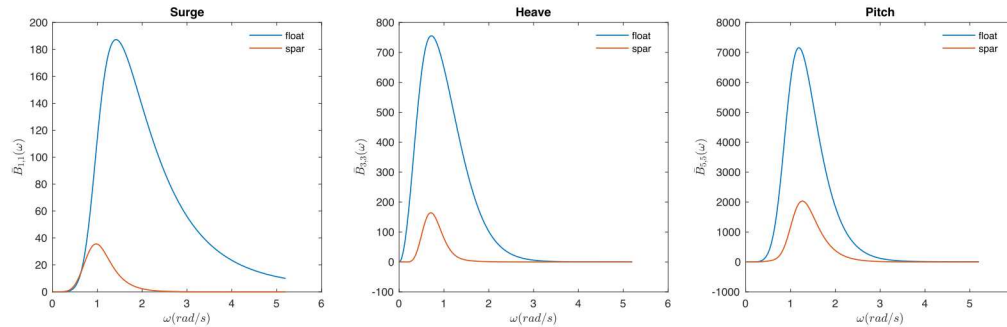 Surge
200
180
160
140
120
100
80
60
40
20
0
0 1 2 3 4 5 6
float
spar
B̄₁,₁(ω)
ω(rad/s)
Heave
800
700
600
500
400
300
200
100
0
-100
0 1 2 3 4 5 6
float
spar
B̄₃,₃(ω)
ω(rad/s)
Pitch
8000
7000
6000
5000
4000
3000
2000
1000
0
-1000
0 1 2 3 4 5
float
spar
B̄₅,₅(ω)
ω(rad/s)